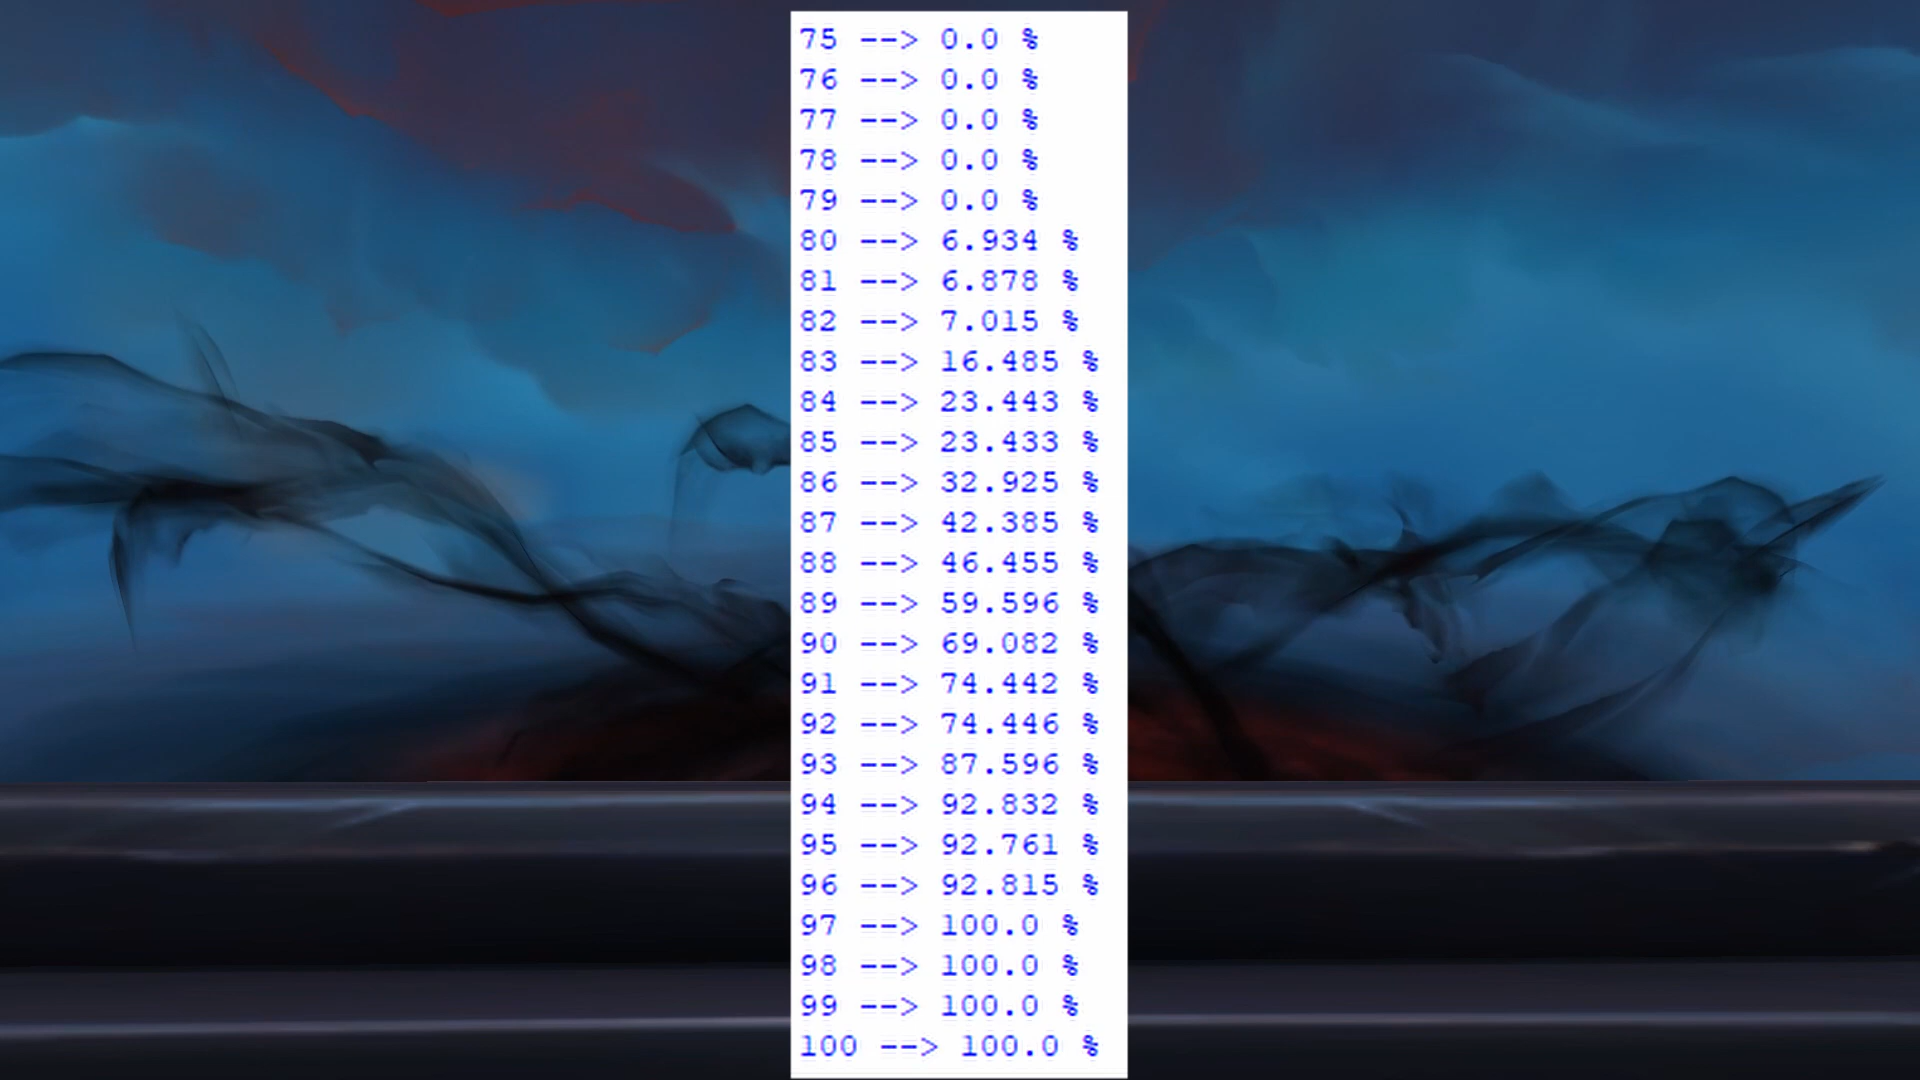 75 --> 0.0 %
76 --> 0.0 %
77 --> 0.0 %
78 --> 0.0 %
79 --> 0.0 %
80 --> 6.934 %
81 --> 6.878 %
82 --> 7.015 %
83 --> 16.485 %
84 --> 23.443 %
85 --> 23.433 %
86 --> 32.925 %
87 --> 42.385 %
88 --> 46.455 %
89 --> 59.596 %
90 --> 69.082 %
91 --> 74.442 %
92 --> 74.446 %
93 --> 87.596 %
94 --> 92.832 %
95 --> 92.761 %
96 --> 92.815 %
97 --> 100.0 %
98 --> 100.0 %
99 --> 100.0 %
100 --> 100.0 %